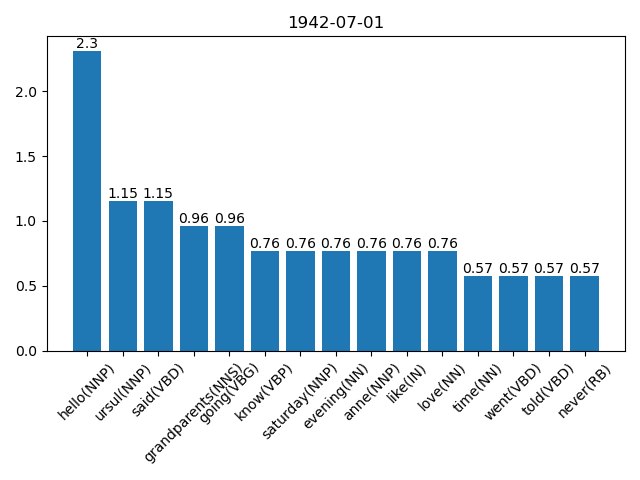 1942-07-01
2.3
1.15 1.15
0.96 0.96
0.76 0.76 0.76 0.76 0.76 0.76
0.57 0.57 0.57 0.57
2.0
1.5
1.0
0.5
0.0
hello(NNP)
ursul(NNP)
said(VBD)
grandparents(NNS)
going(VBG)
know(VBP)
saturday(NNP)
evening(NN)
anne(NNP)
like(IN)
love(NN)
time(NN)
went(VBD)
told(VBD)
never(RB)